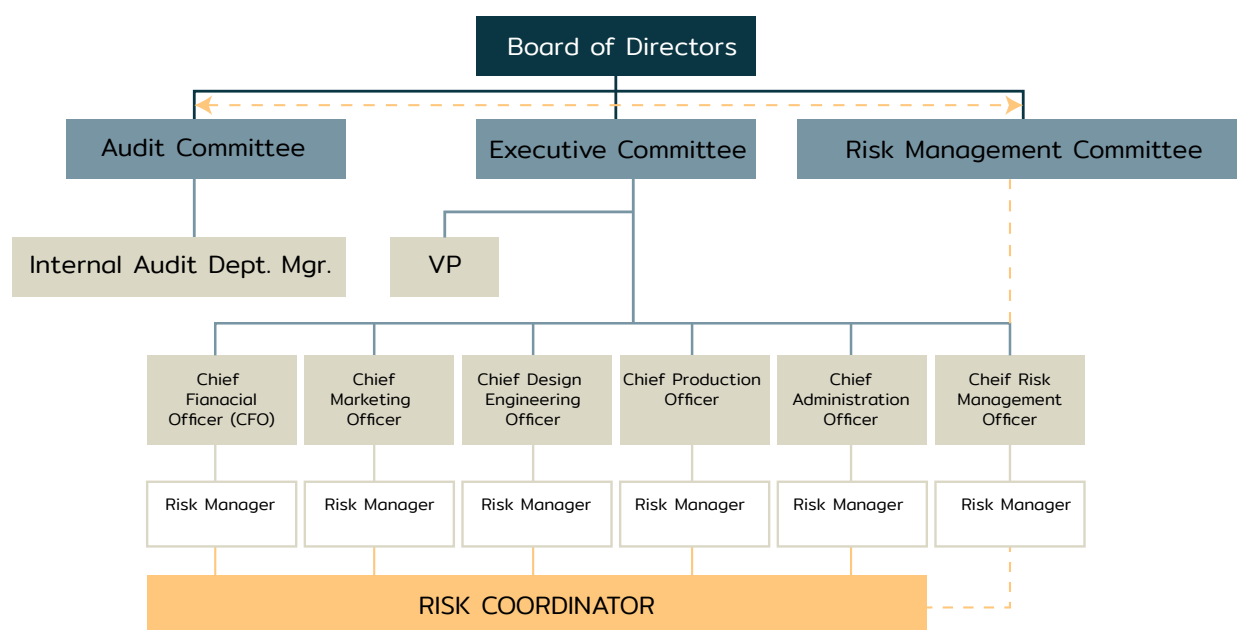 Board of Directors
Audit Committee
Executive Committee
Risk Management Committee
Internal Audit Dept. Mgr.
VP
Chief
Fianacial
Officer (CFO)
Chief
Marketing
Officer
Chief Design
Engineering
Officer
Chief Production
Officer
Chief
Administration
Officer
Cheif Risk
Management
Officer
Risk Manager
Risk Manager
Risk Manager
Risk Manager
Risk Manager
Risk Manager
RISK COORDINATOR